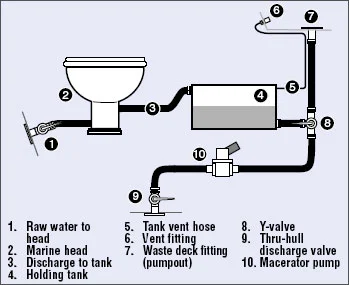 6
7
2
5
4
3
8
1
10
9
1. Raw water to head
2. Marine head
3. Discharge to tank
4. Holding tank
5. Tank vent hose
6. Vent fitting
7. Waste deck fitting (pumpout)
8. Y-valve
9. Thru-hull discharge valve
10. Macerator pump